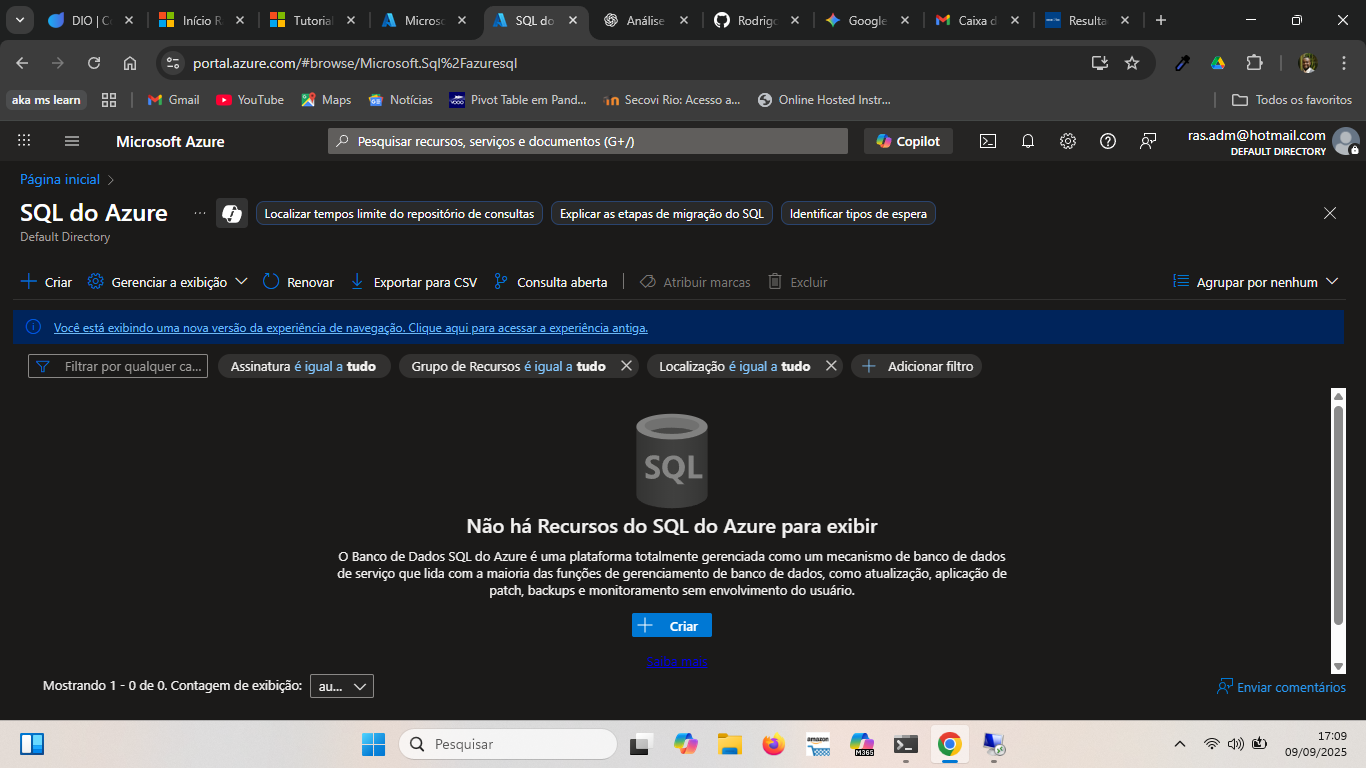 DIO | C
Início R
Tutorial
Microsc
SQL do
Análise
Rodrigo
Google
Caixa d
Resulta
portal.azure.com/#browse/Microsoft.Sql%2Fazuresql
aka ms learn
Gmail
YouTube
Maps
Notícias
Pivot Table em Pand...
Secovi Rio: Acesso a...
Online Hosted Instr...
Todos os favoritos
Microsoft Azure
Pesquisar recursos, serviços e documentos (G+/)
Copilot
ras.adm@hotmail.com
DEFAULT DIRECTORY
Página inicial
SQL do Azure
...
Localizar tempos limite do repositório de consultas
Explicar as etapas de migração do SQL
Identificar tipos de espera
Default Directory
Criar
Gerenciar a exibição
Renovar
Exportar para CSV
Consulta aberta
Atribuir marcas
Excluir
Agrupar por nenhum
Você está exibindo uma nova versão da experiência de navegação. Clique aqui para acessar a experiência antiga.
Filtrar por qualquer ca...
Assinatura é igual a tudo
Grupo de Recursos é igual a tudo
Localização é igual a tudo
Adicionar filtro
SQL
Não há Recursos do SQL do Azure para exibir
O Banco de Dados SQL do Azure é uma plataforma totalmente gerenciada como um mecanismo de banco de dados
de serviço que lida com a maioria das funções de gerenciamento de banco de dados, como atualização, aplicação de
patch, backups e monitoramento sem envolvimento do usuário.
Criar
Saiba mais
Mostrando 1 - 0 de 0. Contagem de exibição:
au...
Enviar comentários
Pesquisar
amazon
M365
17:09
09/09/2025